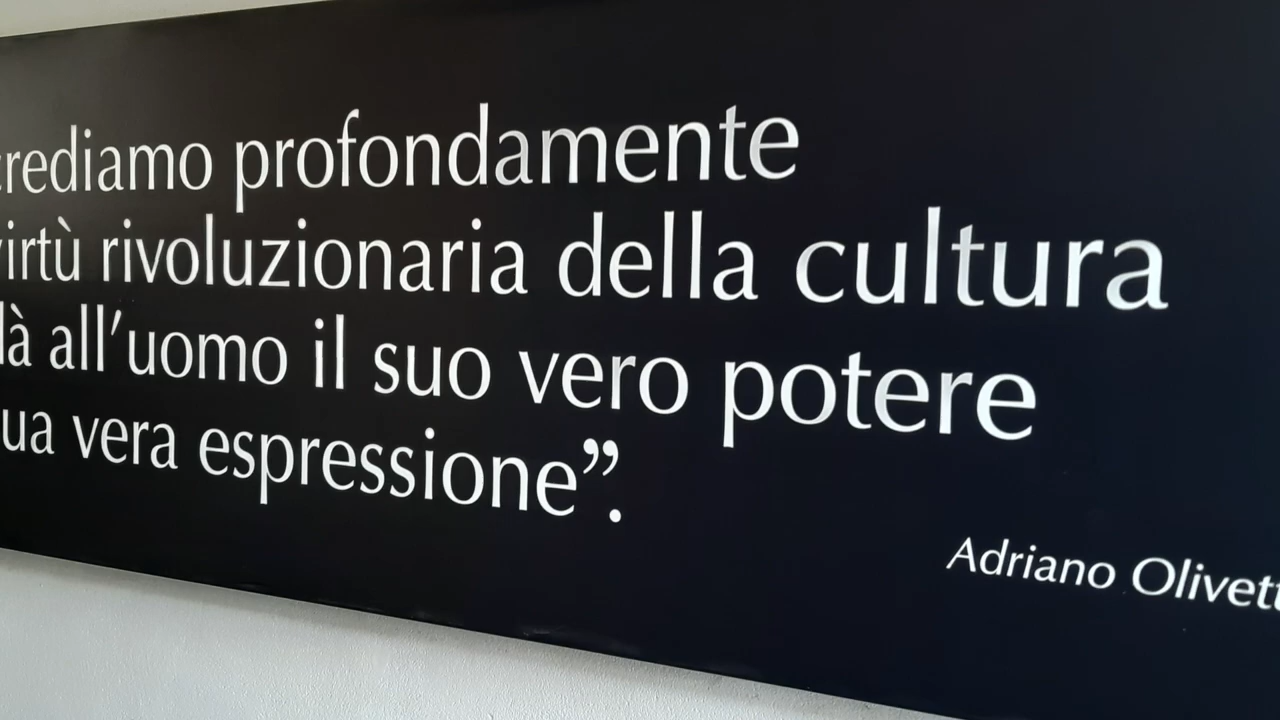 crediamo profondamente
virtù rivoluzionaria della cultura
dà all'uomo il suo vero potere
ua vera espressione”.
Adriano Olivett